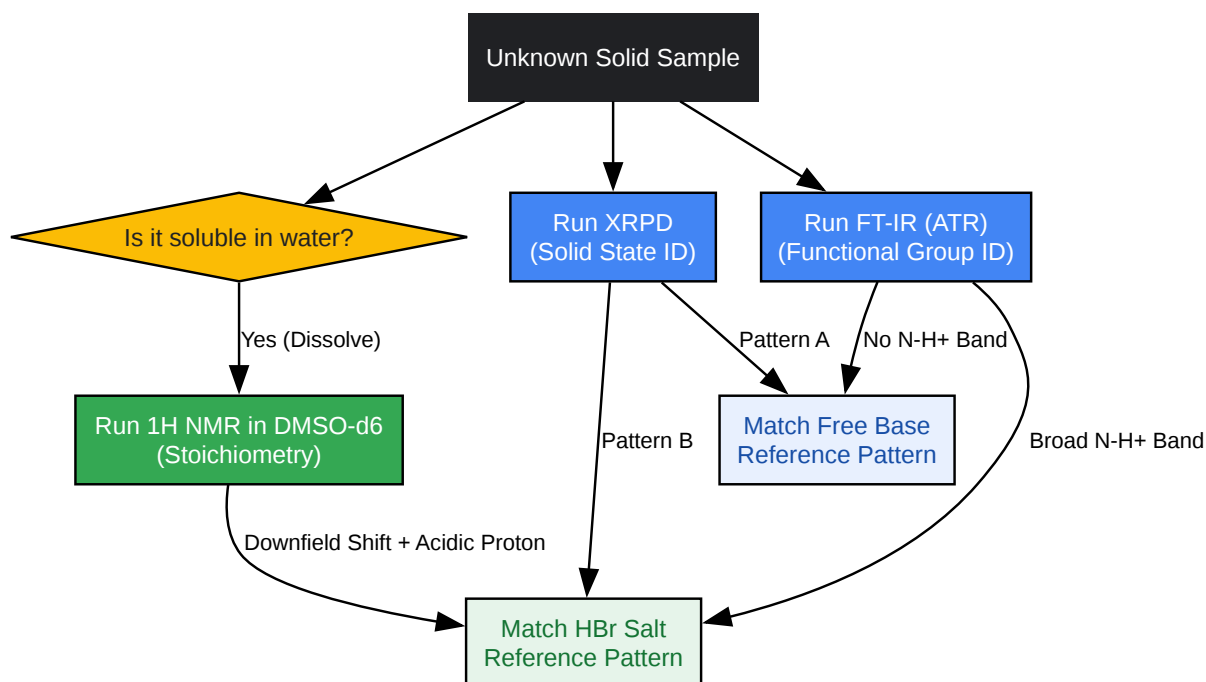 Unknown Solid Sample
Is it soluble in water?
Run XRPD
(Solid State ID)
Run FT-IR (ATR)
(Functional Group ID)
Yes (Dissolve)
Pattern A
No N-H+ Band
Run 1H NMR in DMSO-d6
(Stoichiometry)
Pattern B
Match Free Base
Reference Pattern
Broad N-H+ Band
Downfield Shift + Acidic Proton
Match HBr Salt
Reference Pattern